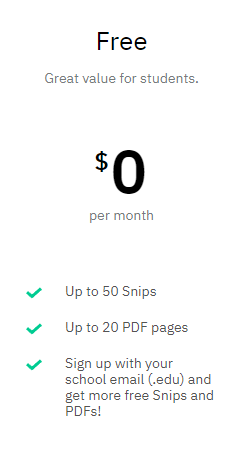 Free
Great value for students.
$0
per month
Up to 50 Snips
Up to 20 PDF pages
Sign up with your
school email (.edu) and
get more free Snips and
PDFs!